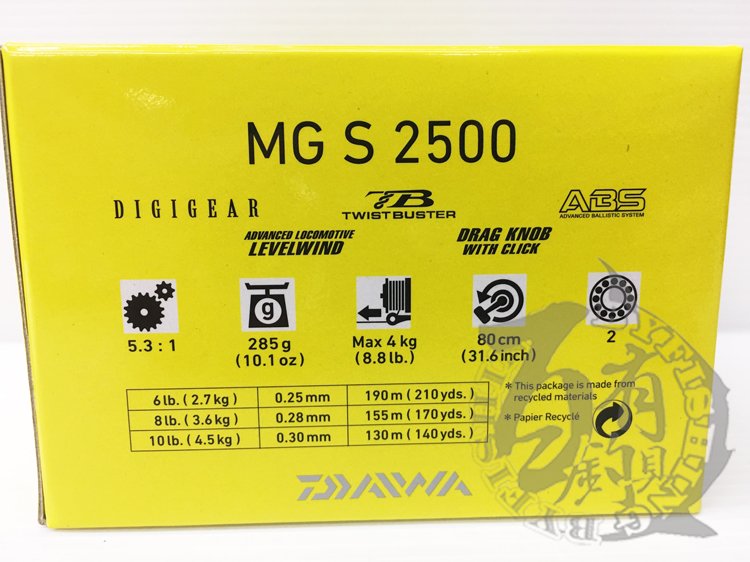 MG S 2500
DIGIGEAR
TB
TWISTBUSTER
ABS
ADVANCED BALLISTIC SYSTEM
ADVANCED LOCOMOTIVE
LEVELWIND
DRAG KNOB
WITH CLICK
g
5.3 : 1
285 g
(10.1 oz)
Max 4 kg
(8.8 lb.)
80 cm
(31.6 inch)
2
6 lb. (2.7 kg) 0.25 mm 190 m (210 yds.)
8 lb. (3.6 kg) 0.28 mm 155 m (170 yds.)
10 lb. (4.5 kg) 0.30 mm 130 m (140 yds.)
* This package is made from
recycled materials
* Papier Recyclé
DAIWA